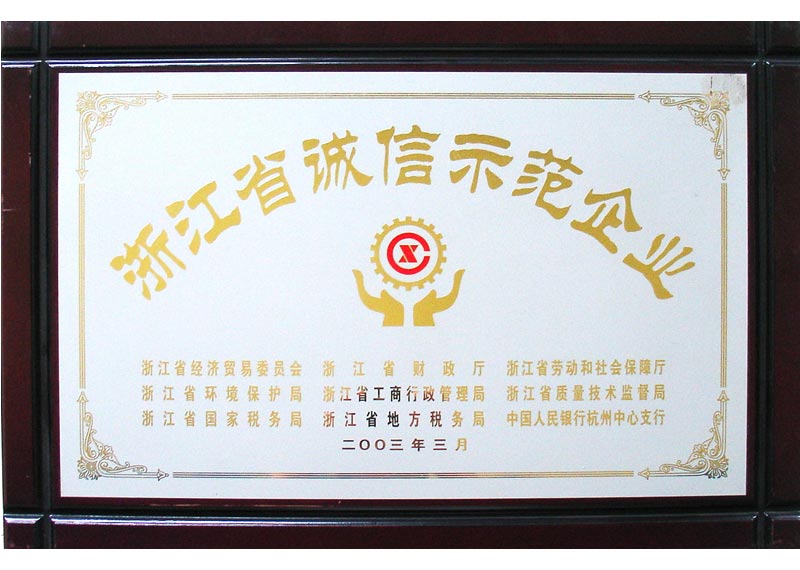 浙江省诚信示范企业
CX
浙江省经济贸易委员会 浙江省财政厅 浙江省劳动和社会保障厅
浙江省环境保护局 浙江省工商行政管理局 浙江省质量技术监督局
浙江省国家税务局 浙江省地方税务局 中国人民银行杭州中心支行
二〇〇三年三月